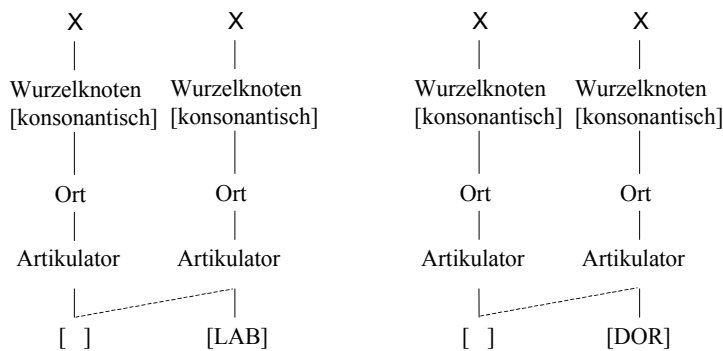 X X X X
Wurzelknoten Wurzelknoten Wurzelknoten Wurzelknoten
[konsonantisch] [konsonantisch] [konsonantisch] [konsonantisch]
Ort Ort Ort Ort
Artikulator Artikulator Artikulator Artikulator
[ ] [LAB] [ ] [DOR]